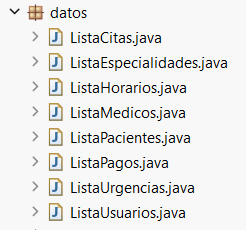 datos
ListaCitas.java
ListaEspecialidades.java
ListaHorarios.java
ListaMedicos.java
ListaPacientes.java
ListaPagos.java
ListaUrgencias.java
ListaUsuarios.java